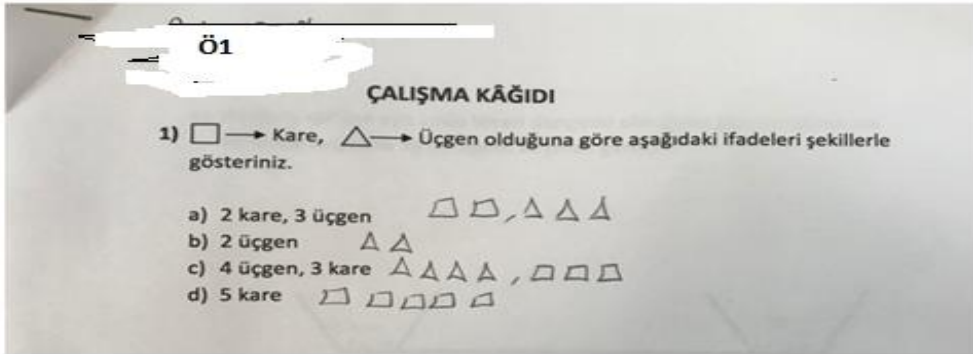 Ö1
ÇALIŞMA KÂĞIDI
1) □→ Kare, △→ Üçgen olduğuna göre aşağıdaki ifadeleri şekillerle
gösteriniz.
a) 2 kare, 3 üçgen □ □, △ △ △
b) 2 üçgen △ △
c) 4 üçgen, 3 kare △ △ △ △, □ □ □
d) 5 kare □ □ □ □ □